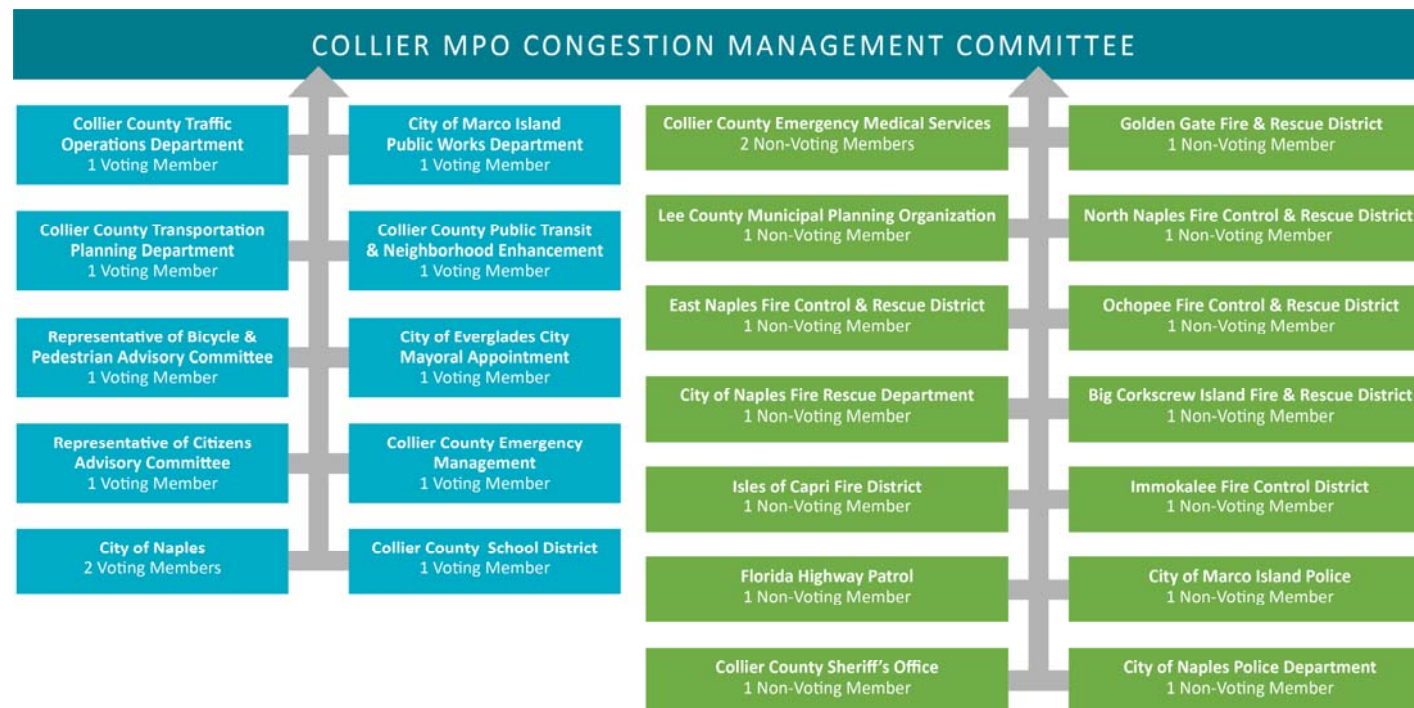 COLLIER MPO CONGESTION MANAGEMENT COMMITTEE
Collier County Traffic
Operations Department
1 Voting Member
City of Marco Island
Public Works Department
1 Voting Member
Collier County Transportation
Planning Department
1 Voting Member
Collier County Public Transit
& Neighborhood Enhancement
1 Voting Member
Representative of Bicycle &
Pedestrian Advisory Committee
1 Voting Member
City of Everglades City
Mayoral Appointment
1 Voting Member
Representative of Citizens
Advisory Committee
1 Voting Member
Collier County Emergency
Management
1 Voting Member
City of Naples
2 Voting Members
Collier County School District
1 Voting Member
Collier County Emergency Medical Services
2 Non-Voting Members
Golden Gate Fire & Rescue District
1 Non-Voting Member
Lee County Municipal Planning Organization
1 Non-Voting Member
North Naples Fire Control & Rescue District
1 Non-Voting Member
East Naples Fire Control & Rescue District
1 Non-Voting Member
Ochopee Fire Control & Rescue District
1 Non-Voting Member
City of Naples Fire Rescue Department
1 Non-Voting Member
Big Corkscrew Island Fire & Rescue District
1 Non-Voting Member
Isles of Capri Fire District
1 Non-Voting Member
Immokalee Fire Control District
1 Non-Voting Member
Florida Highway Patrol
1 Non-Voting Member
City of Marco Island Police
1 Non-Voting Member
Collier County Sheriff's Office
1 Non-Voting Member
City of Naples Police Department
1 Non-Voting Member